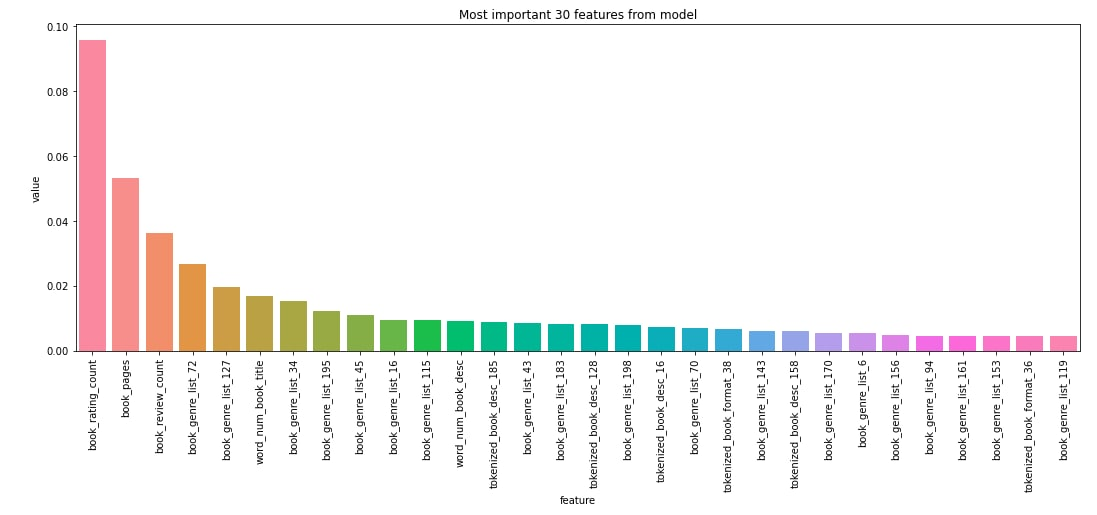 Most important 30 features from model
0.10
0.08
0.06
0.04
0.02
0.00
value
book_rating_count
book_pages
book_review_count
book_genre_list_72
book_genre_list_127
word_num_book_title
book_genre_list_34
book_genre_list_195
book_genre_list_45
book_genre_list_16
book_genre_list_115
word_num_book_desc
tokenized_book_desc_185
book_genre_list_43
book_genre_list_183
tokenized_book_desc_128
book_genre_list_198
tokenized_book_desc_16
book_genre_list_70
tokenized_book_format_38
book_genre_list_143
tokenized_book_desc_158
book_genre_list_170
book_genre_list_6
book_genre_list_156
book_genre_list_94
book_genre_list_161
book_genre_list_153
tokenized_book_format_36
book_genre_list_119
feature